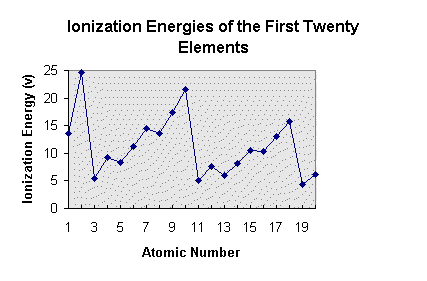 Ionization Energies of the First Twenty
Elements
Ionization Energy (v)
25
20
15
10
5
0
1 3 5 7 9 11 13 15 17 19
Atomic Number